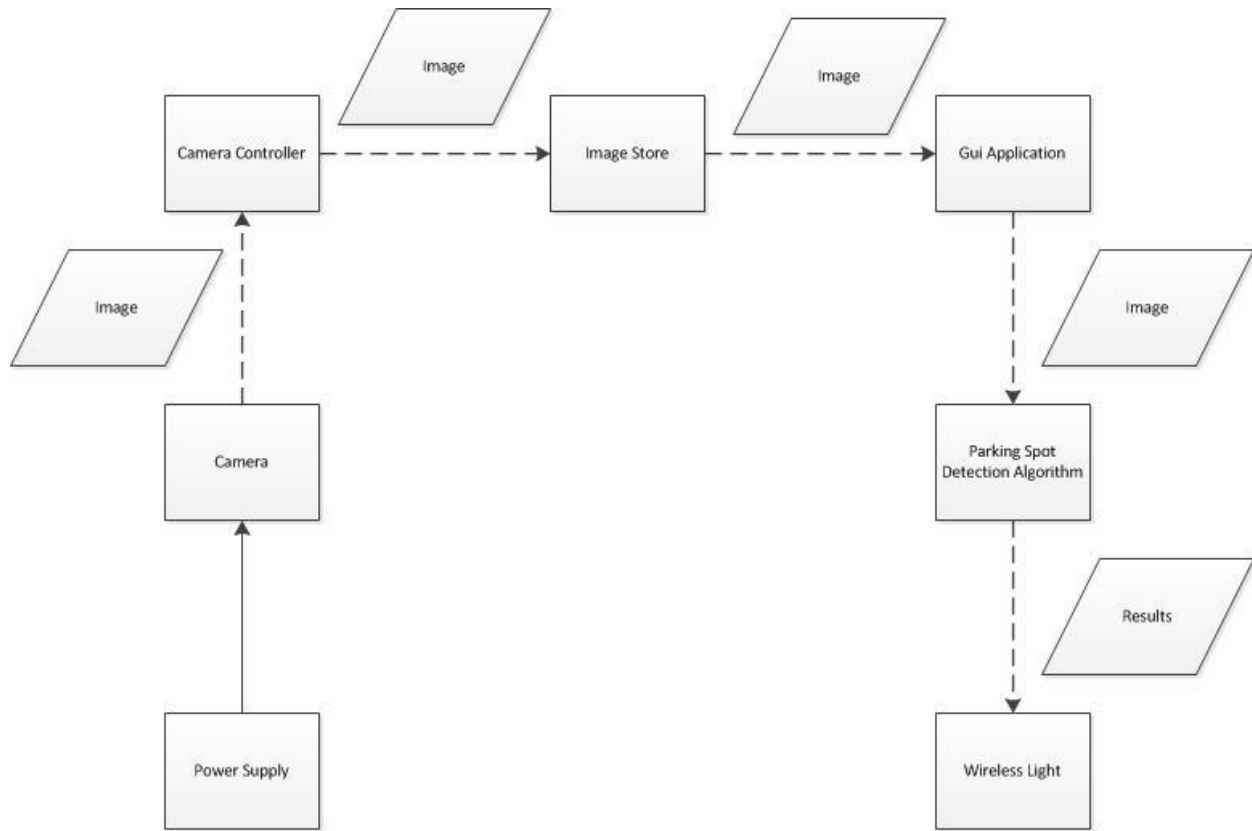 Image
Image
Camera Controller
Image Store
Gui Application
Image
Image
Camera
Parking Spot
Detection Algorithm
Results
Power Supply
Wireless Light